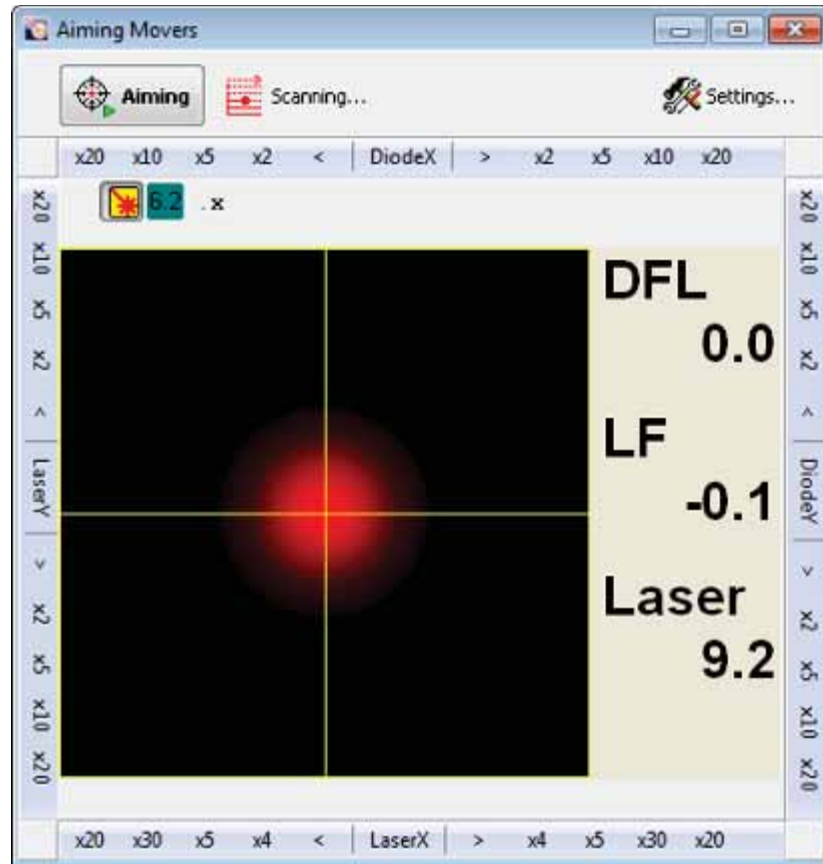 Aiming Movers
Aiming Scanning... Settings...
x20 x10 x5 x2 < DiodeX > x2 x5 x10 x20
6.2 .x
x20 x10 x5 x2 < LaserY > x2 x5 x10 x20
DFL
0.0
LF
-0.1
Laser
9.2
x20 x10 x5 x2 < DiodeY > x2 x5 x10 x20
x20 x30 x5 x4 < LaserX > x4 x5 x30 x20